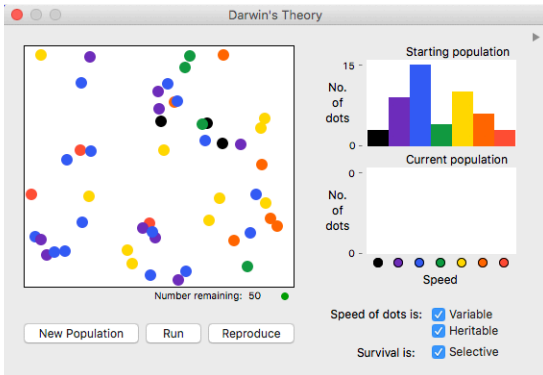 Darwin's Theory
Starting population
15
No.
of
dots
0
Current population
0
No.
of
dots
0
Speed
Number remaining: 50
New Population
Run
Reproduce
Speed of dots is:
Variable
Heritable
Survival is:
Selective